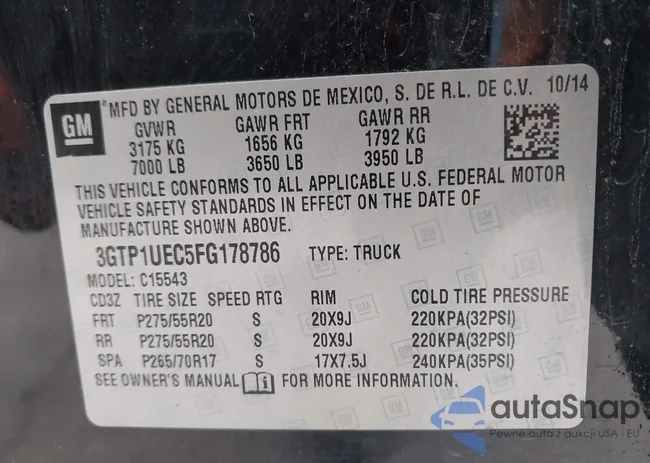 GM
*MFD BY GENERAL MOTORS DE MEXICO, S. DE R.L. DE C.V. 10/14
GVWR GAWR FRT GAWR RR
3175 KG 1656 KG 1792 KG
7000 LB 3650 LB 3950 LB
THIS VEHICLE CONFORMS TO ALL APPLICABLE U.S. FEDERAL MOTOR
VEHICLE SAFETY STANDARDS IN EFFECT ON THE DATE OF
MANUFACTURE SHOWN ABOVE.
3GTP1UEC5FG178786 TYPE: TRUCK
MODEL: C15543
CD3Z TIRE SIZE SPEED RTG RIM COLD TIRE PRESSURE
FRT P275/55R20 S 20X9J 220KPA(32PSI)
RR P275/55R20 S 20X9J 220KPA(32PSI)
SPA P265/70R17 S 17X7.5J 240KPA(35PSI)
SEE OWNER'S MANUAL FOR MORE INFORMATION.
autaSnap
Pewne auto z aukcji USA i EU